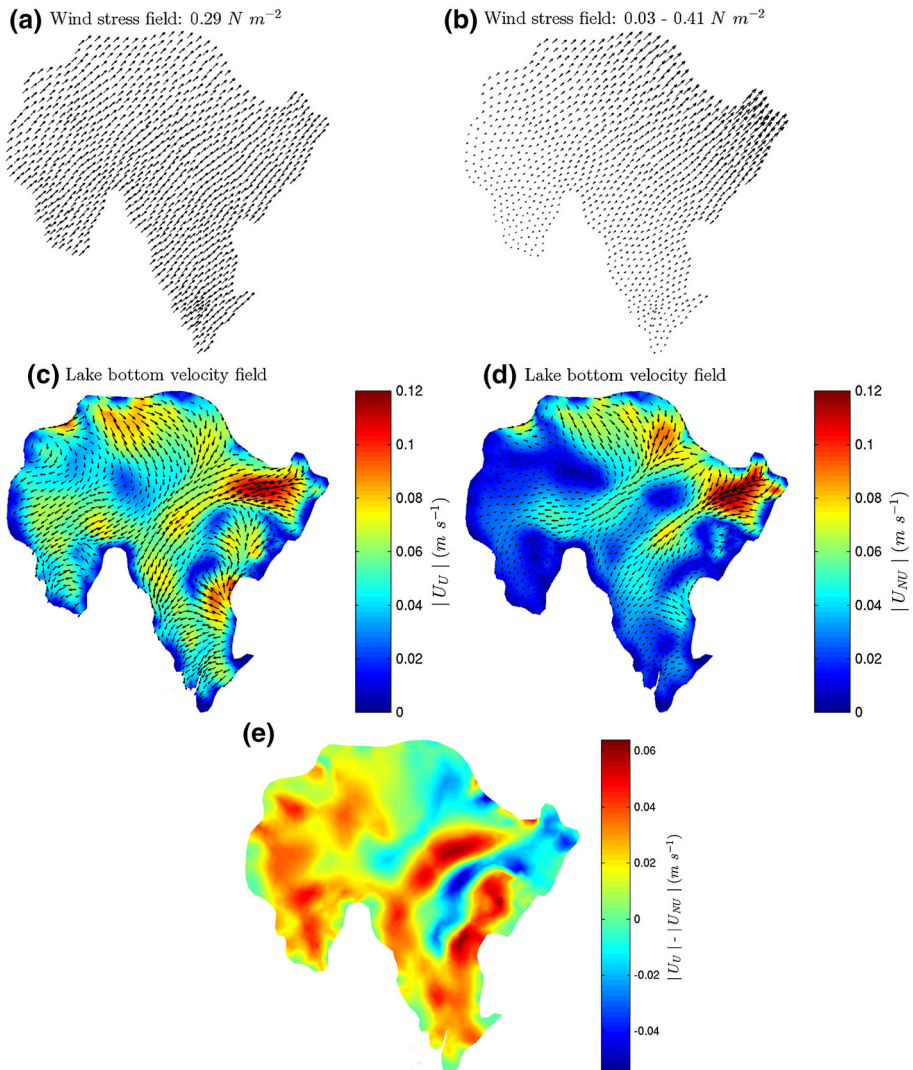 (a) Wind stress field: 0.29 N m⁻²
(b) Wind stress field: 0.03 - 0.41 N m⁻²
(c) Lake bottom velocity field
0.12
0.1
0.08
0.06
0.04
0.02
0
| U_U | (m s⁻¹)
(d) Lake bottom velocity field
0.12
0.1
0.08
0.06
0.04
0.02
0
| U_NU | (m s⁻¹)
(e)
0.06
0.04
0.02
0
-0.02
-0.04
| U_U | - | U_NU | (m s⁻¹)